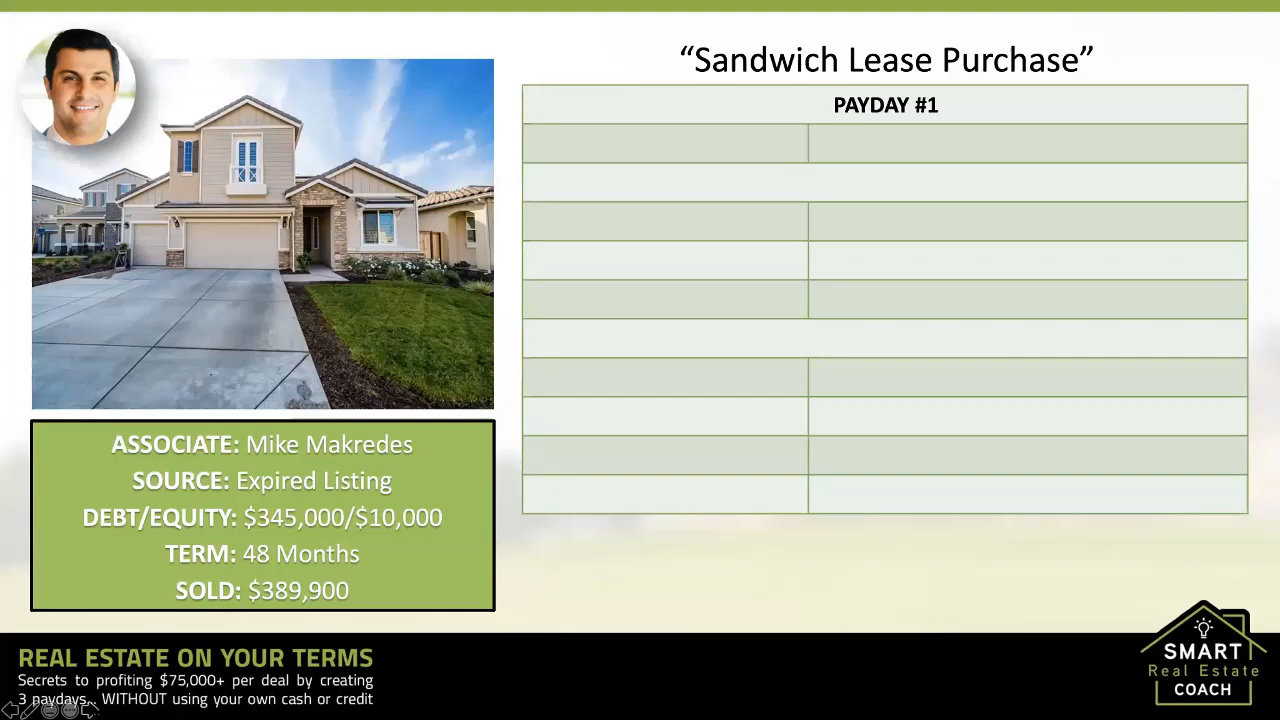 “Sandwich Lease Purchase”
PAYDAY #1
ASSOCIATE: Mike Makredes
SOURCE: Expired Listing
DEBT/EQUITY: $345,000/$10,000
TERM: 48 Months
SOLD: $389,900
REAL ESTATE ON YOUR TERMS
Secrets to profiting $75,000+ per deal by creating
3 paydays.. WITHOUT using your own cash or credit
SMART
Real Estate
COACH